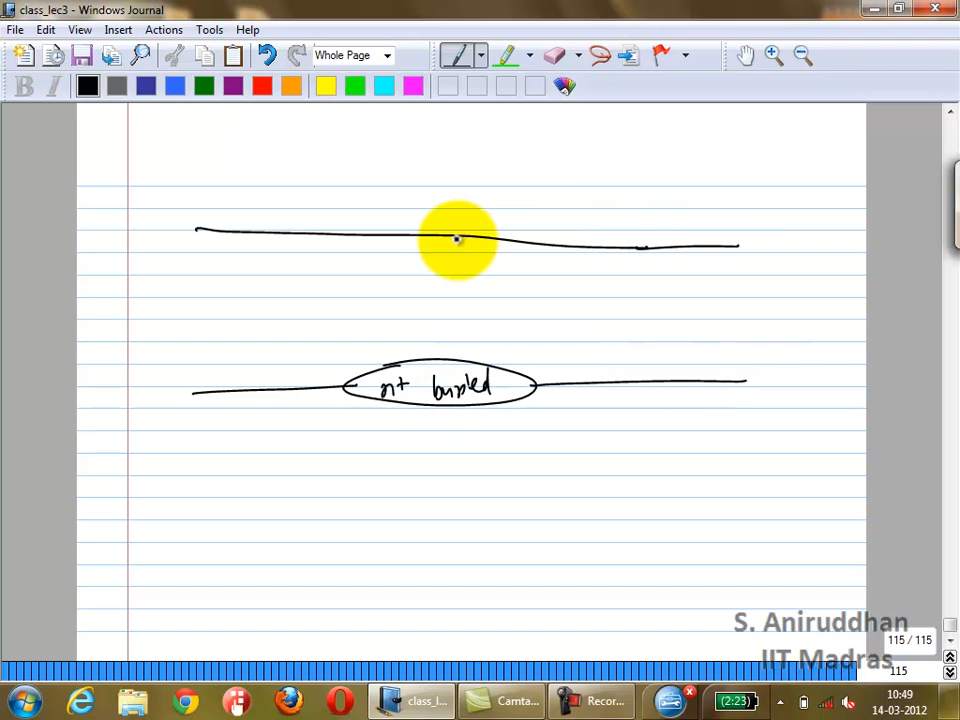 class_lec3 - Windows Journal
File Edit View Insert Actions Tools Help
Whole Page
B I
n+ buried
S. Aniruddhan
115 / 115
IIT Madras
115
class_l... Camta... Recor... (2:23) 10:49
14-03-2012